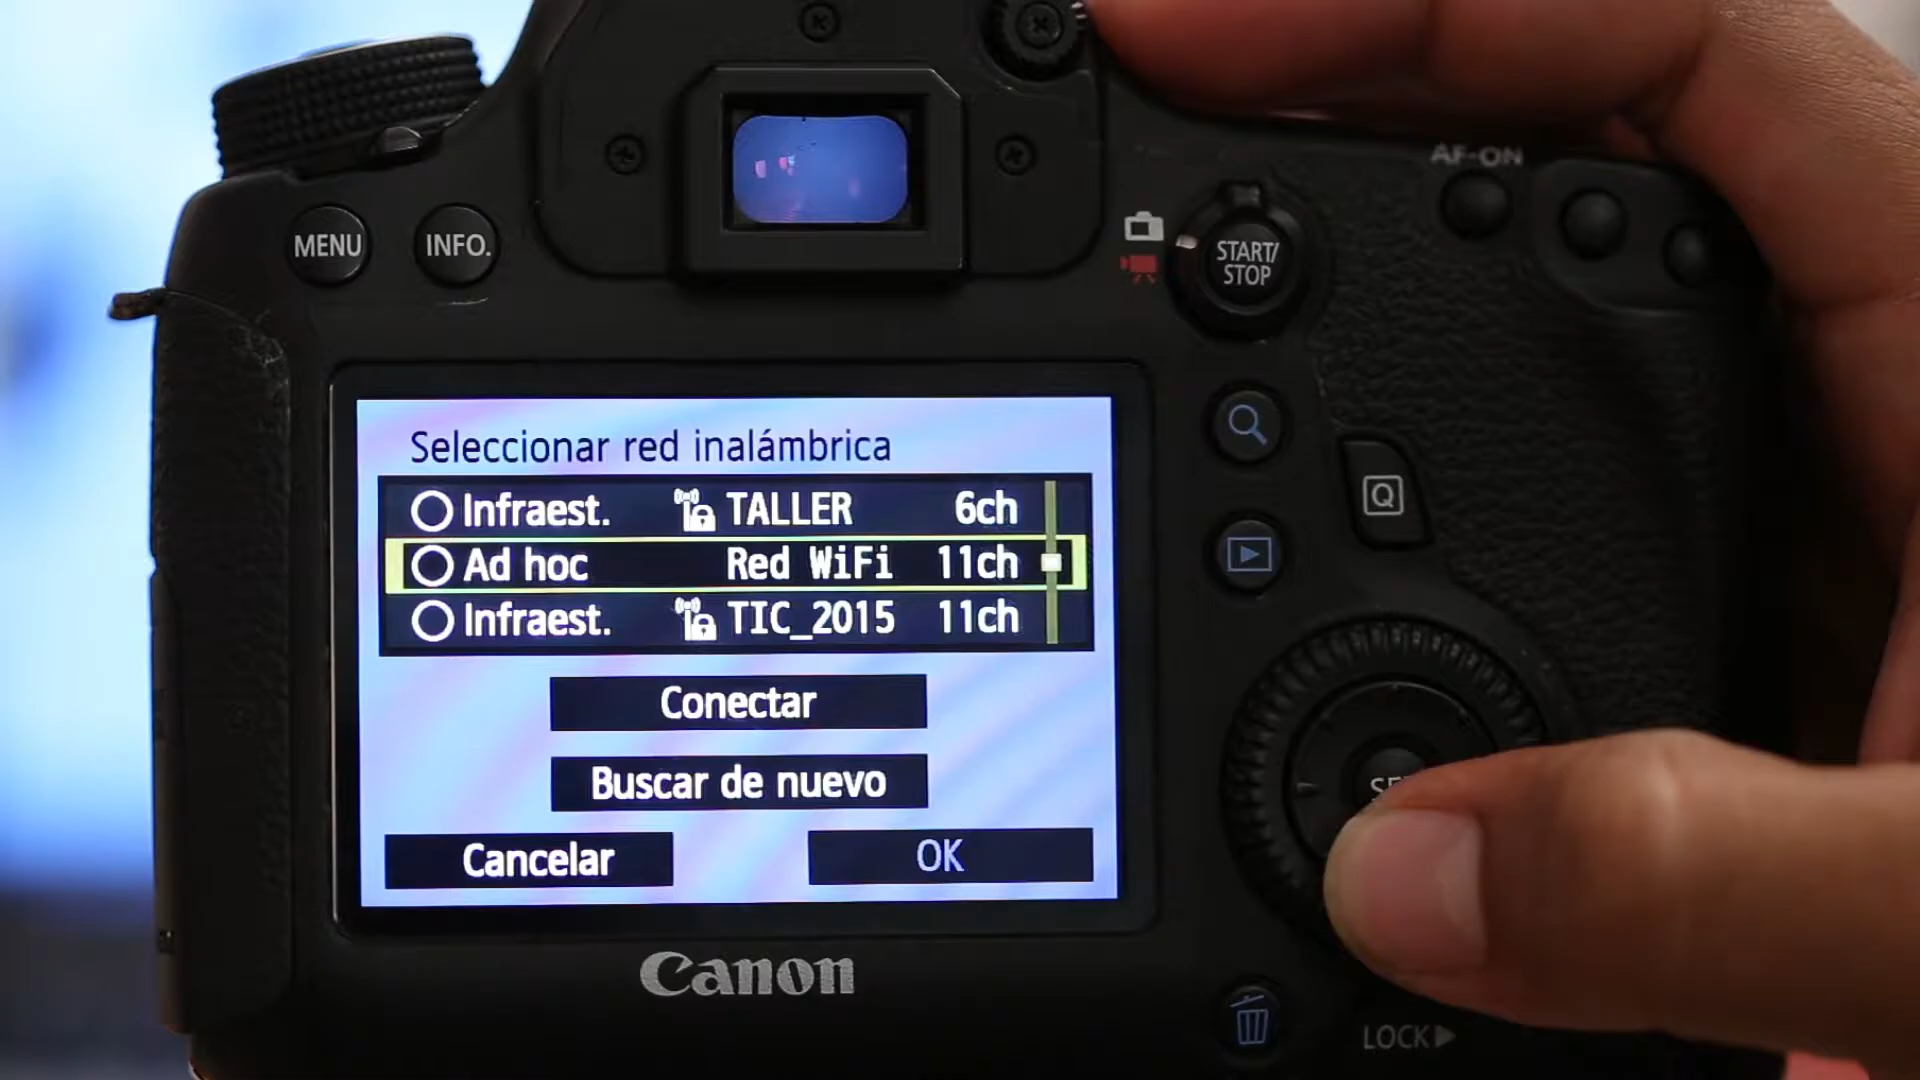 AF-ON
MENU
INFO.
START/
STOP
Seleccionar red inalámbrica
Infraest. TALLER 6ch
Ad hoc Red WiFi 11ch
Infraest. TIC_2015 11ch
Q
Conectar
Buscar de nuevo
Cancelar
OK
Canon
LOCK